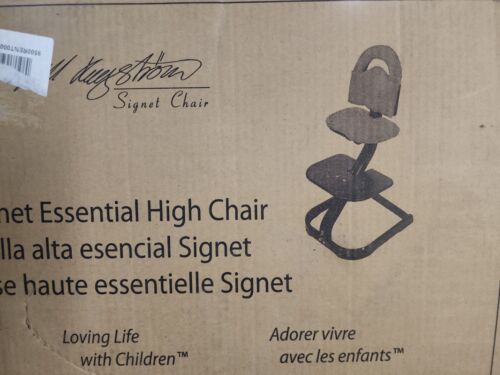 Signet Chair
net Essential High Chair
lla alta esencial Signet
se haute essentielle Signet
Loving Life
with Children™
Adorer vivre
avec les enfants™